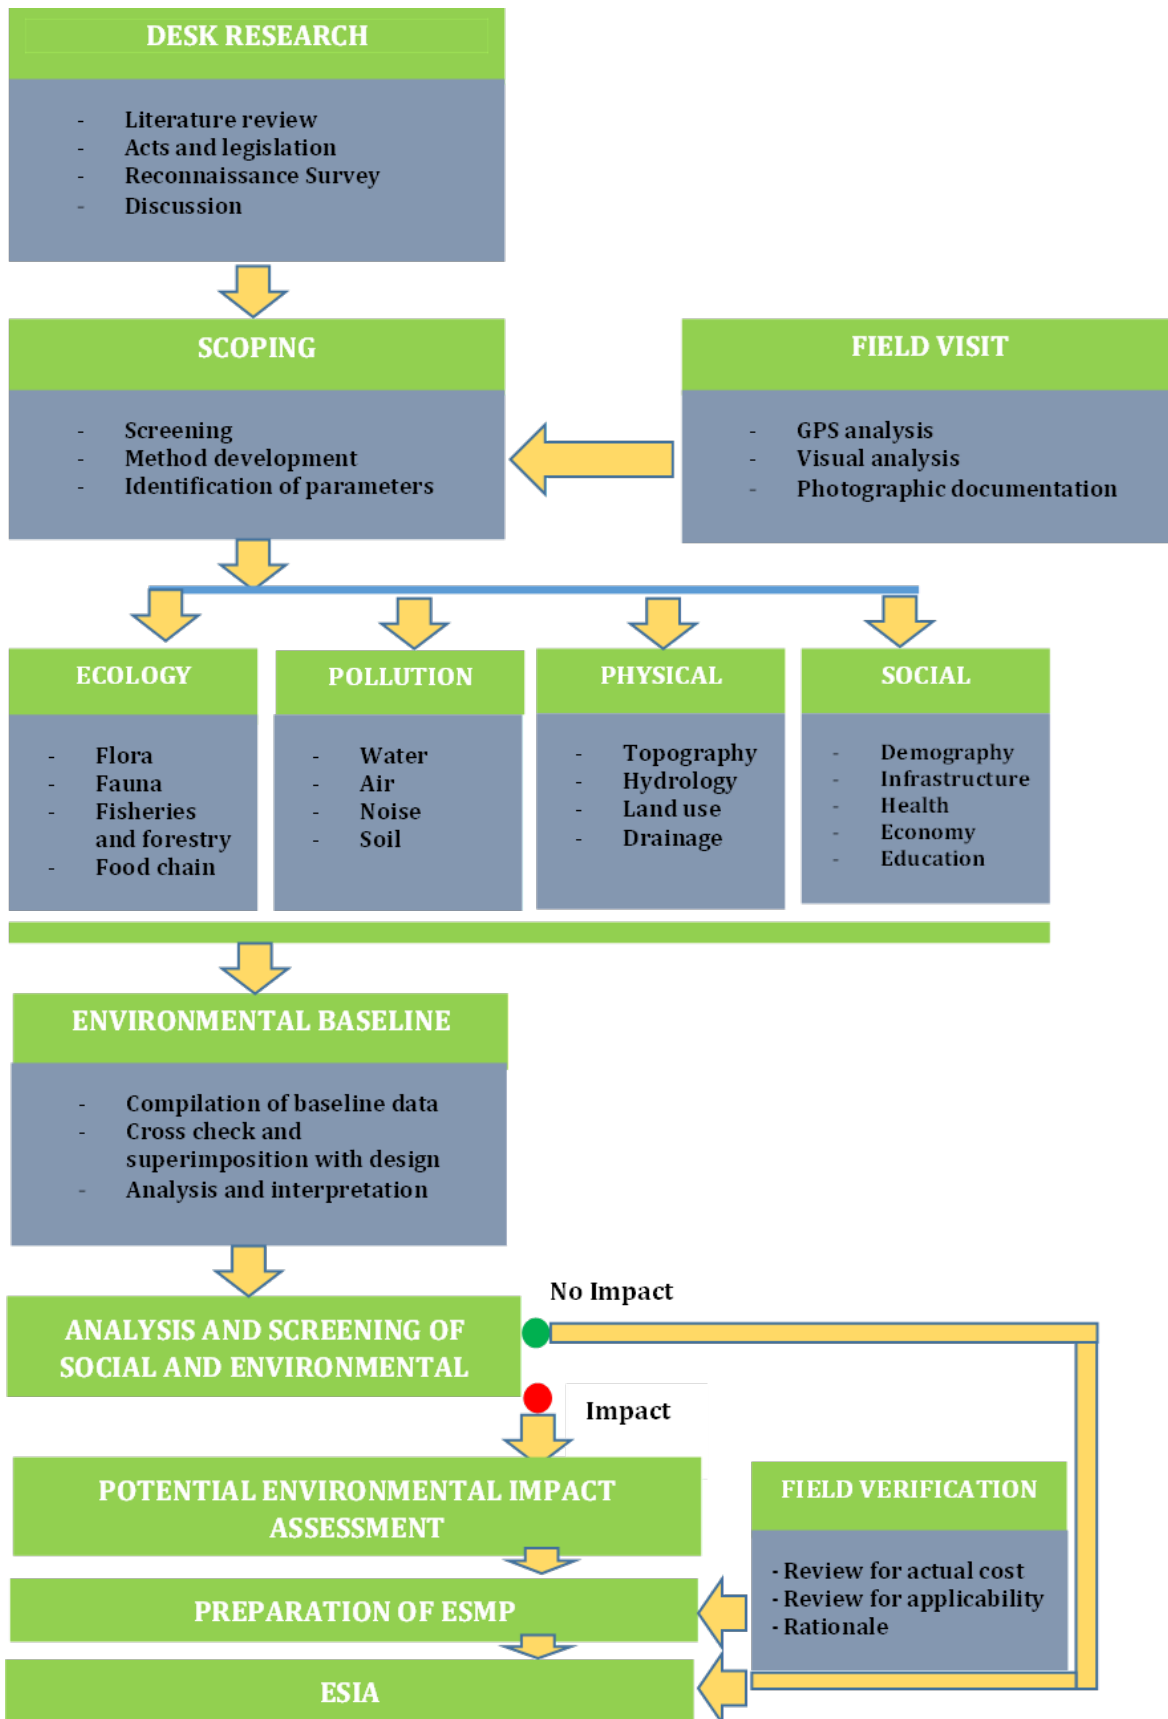 DESK RESEARCH
- Literature review
- Acts and legislation
- Reconnaissance Survey
- Discussion
SCOPING
- Screening
- Method development
- Identification of parameters
FIELD VISIT
- GPS analysis
- Visual analysis
- Photographic documentation
ECOLOGY
- Flora
- Fauna
- Fisheries
and forestry
- Food chain
POLLUTION
- Water
- Air
- Noise
- Soil
PHYSICAL
- Topography
- Hydrology
- Land use
- Drainage
SOCIAL
- Demography
- Infrastructure
- Health
- Economy
- Education
ENVIRONMENTAL BASELINE
- Compilation of baseline data
- Cross check and
superimposition with design
- Analysis and interpretation
ANALYSIS AND SCREENING OF
SOCIAL AND ENVIRONMENTAL
No Impact
Impact
POTENTIAL ENVIRONMENTAL IMPACT
ASSESSMENT
FIELD VERIFICATION
- Review for actual cost
- Review for applicability
- Rationale
PREPARATION OF ESMP
ESIA